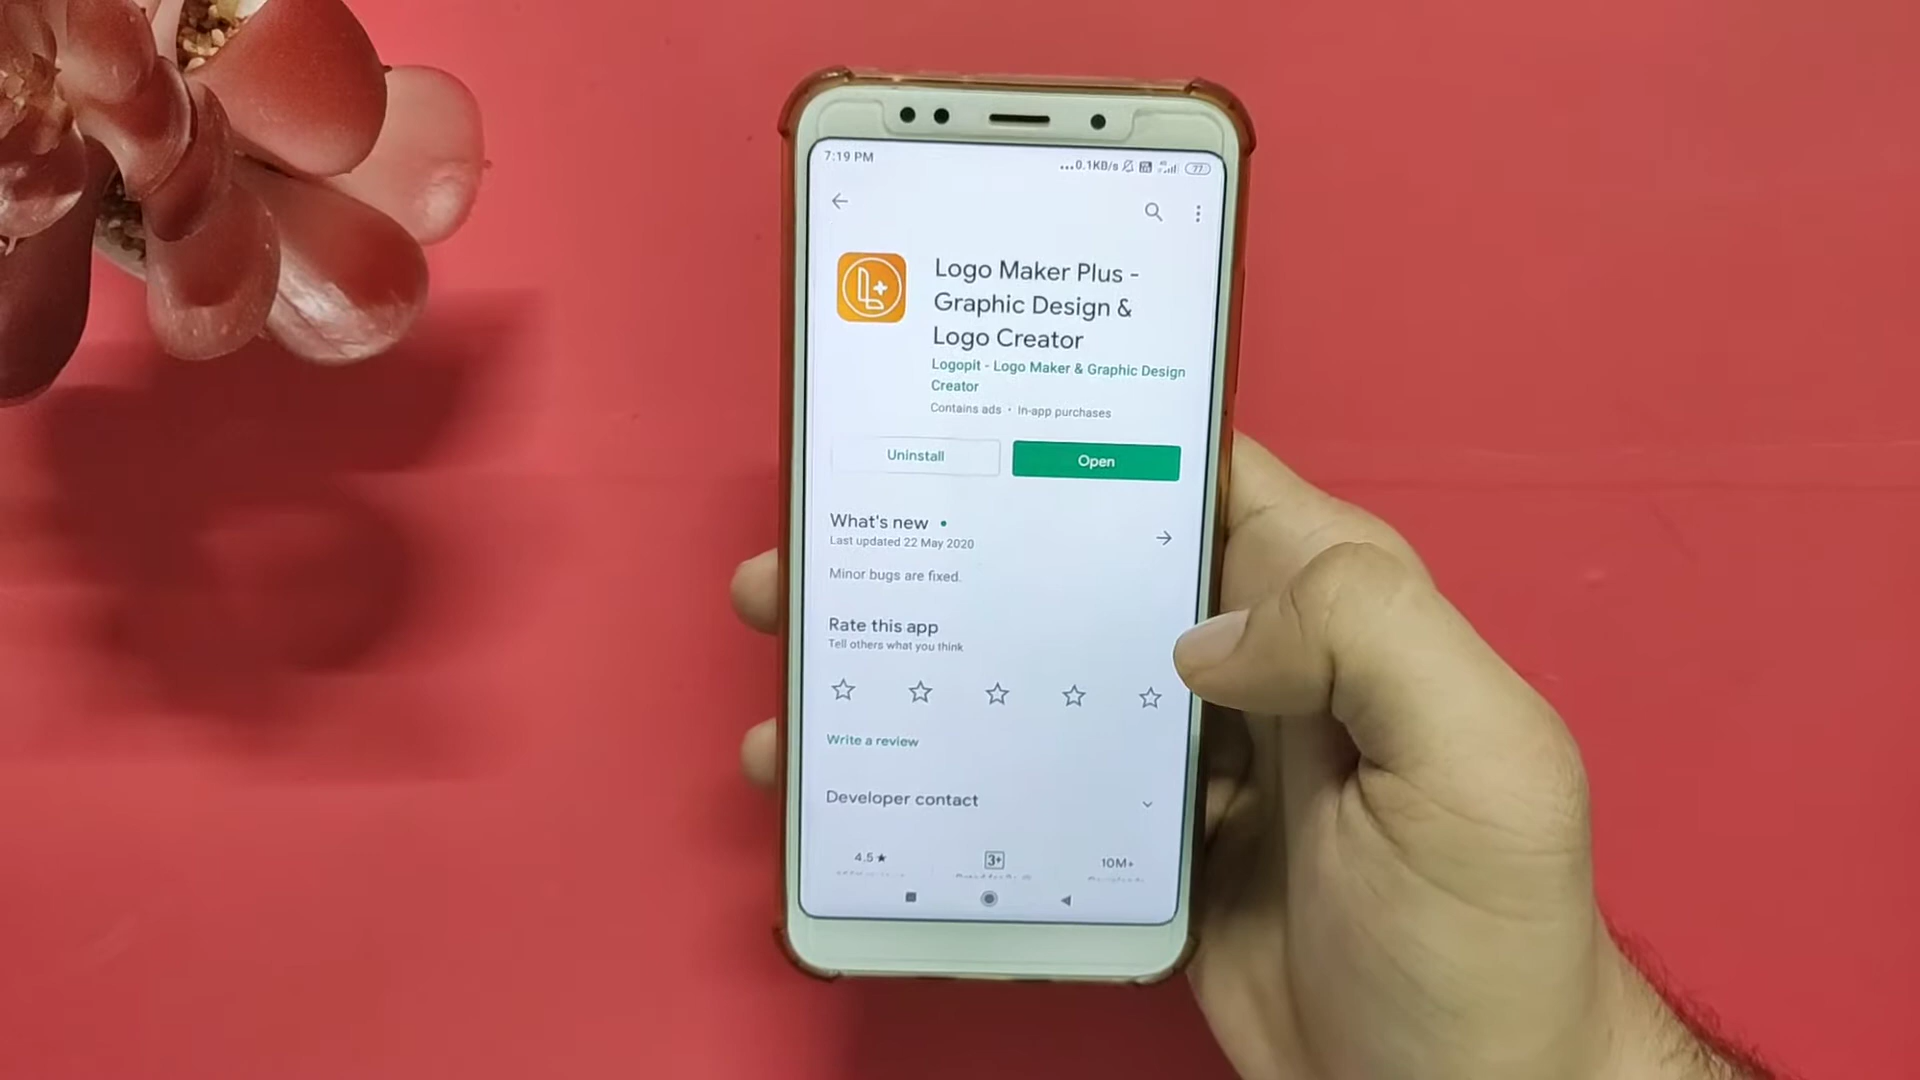 7:19 PM
...0.1KB/s
77
Logo Maker Plus -
Graphic Design &
Logo Creator
Logopit - Logo Maker & Graphic Design
Creator
Contains ads • In-app purchases
Uninstall
Open
What's new •
Last updated 22 May 2020
Minor bugs are fixed.
Rate this app
Tell others what you think
Write a review
Developer contact
4.5★
3+
10M+